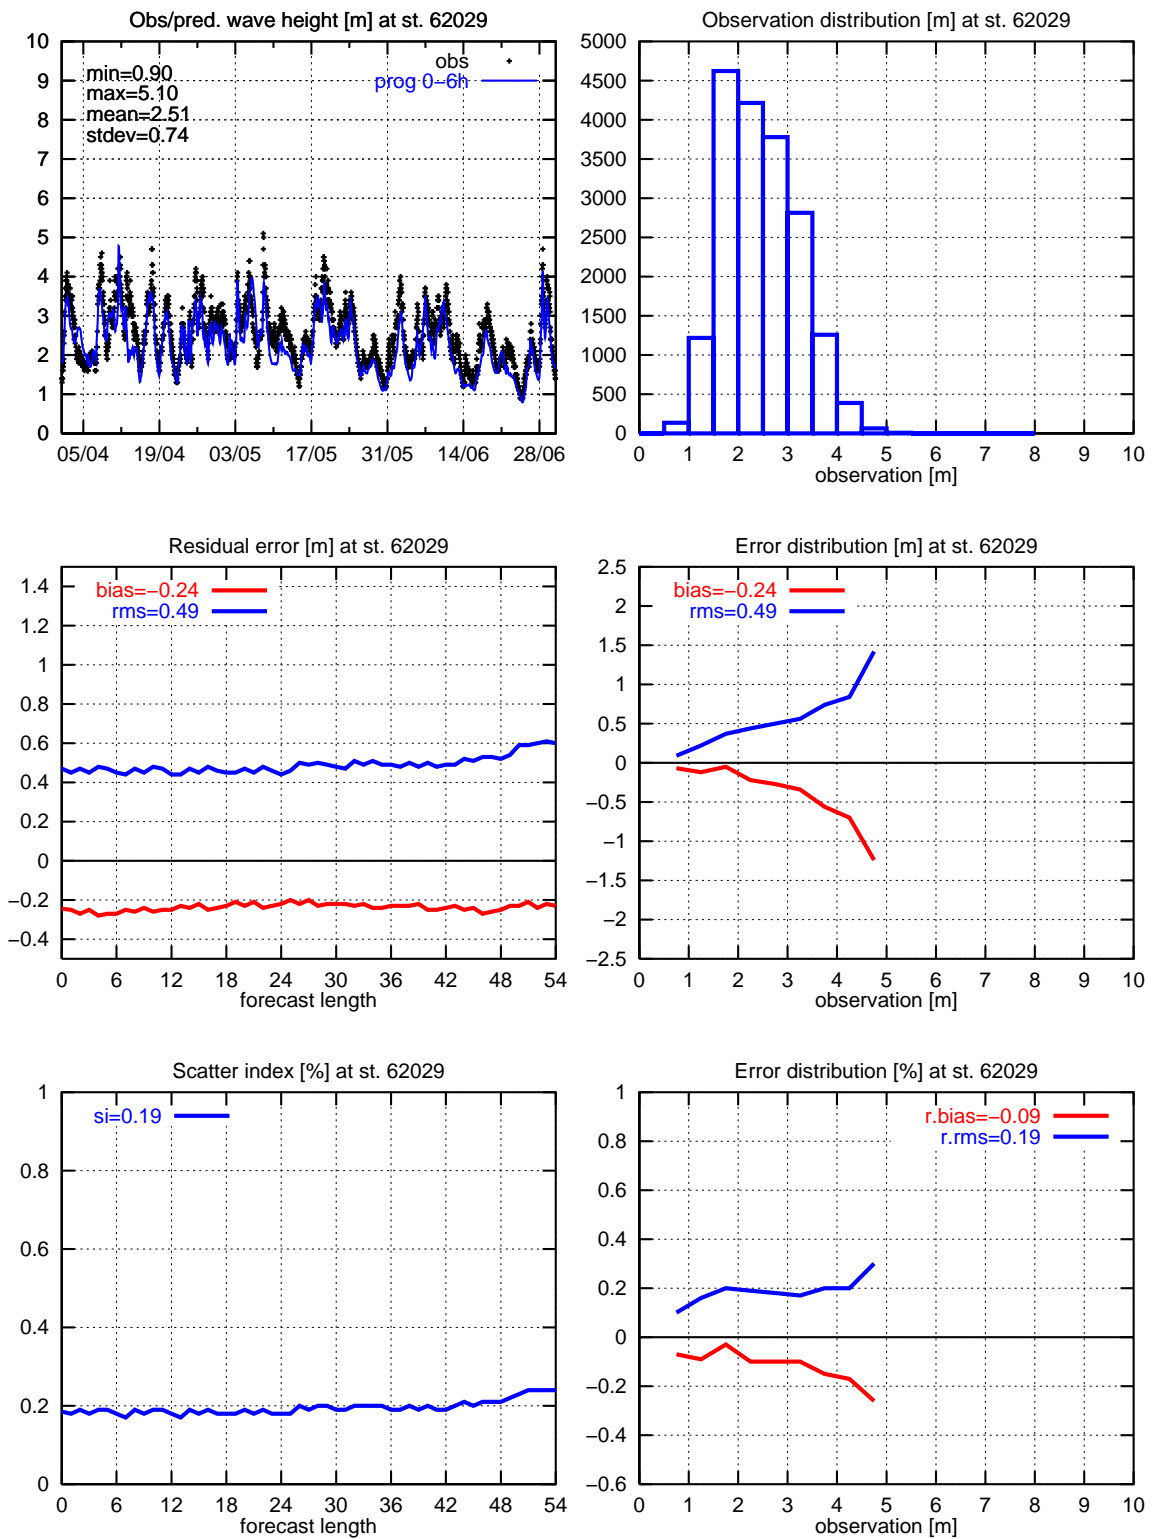 Obs/pred. wave height [m] at st. 62029
10
9
8
7
6
5
4
3
2
1
0
min=0.90
max=5.10
mean=2.51
stdev=0.74
obs
prog 0−6h
05/04 19/04 03/05 17/05 31/05 14/06 28/06
Observation distribution [m] at st. 62029
5000
4500
4000
3500
3000
2500
2000
1500
1000
500
0
0 1 2 3 4 5 6 7 8 9 10
observation [m]
Residual error [m] at st. 62029
1.4
1.2
1
0.8
0.6
0.4
0.2
0
−0.2
−0.4
bias=−0.24
rms=0.49
0 6 12 18 24 30 36 42 48 54
forecast length
Error distribution [m] at st. 62029
2.5
2
1.5
1
0.5
0
−0.5
−1
−1.5
−2
−2.5
bias=−0.24
rms=0.49
0 1 2 3 4 5 6 7 8 9 10
observation [m]
Scatter index [%] at st. 62029
1
0.8
0.6
0.4
0.2
0
si=0.19
0 6 12 18 24 30 36 42 48 54
forecast length
Error distribution [%] at st. 62029
1
0.8
0.6
0.4
0.2
0
−0.2
−0.4
−0.6
r.bias=−0.09
r.rms=0.19
0 1 2 3 4 5 6 7 8 9 10
observation [m]